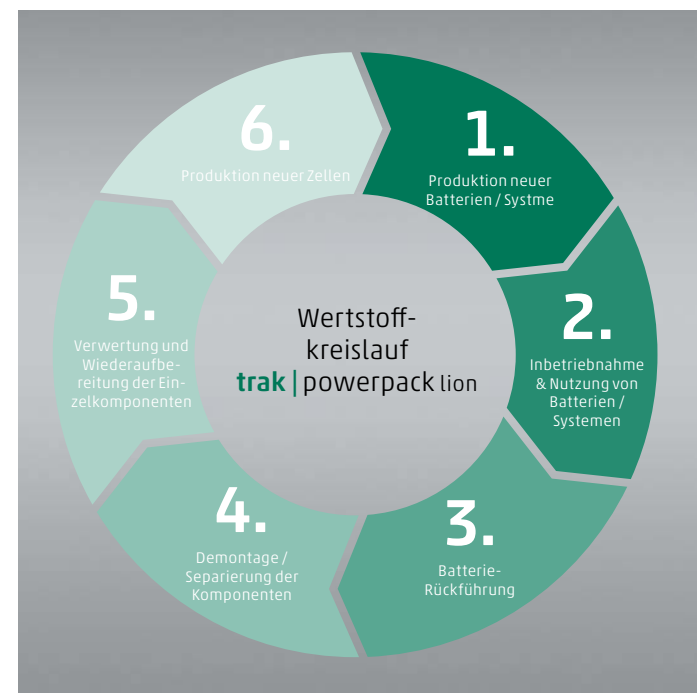 Wertstoff-
kreislauf
trak | powerpack lion
1.
Produktion neuer
Batterien / Systme
2.
Inbetriebnahme
& Nutzung von
Batterien /
Systemen
3.
Batterie-
Rückführung
4.
Demontage /
Separierung der
Komponenten
5.
Verwertung und
Wiederaufbe-
reitung der Ein-
zelkomponenten
6.
Produktion neuer Zellen